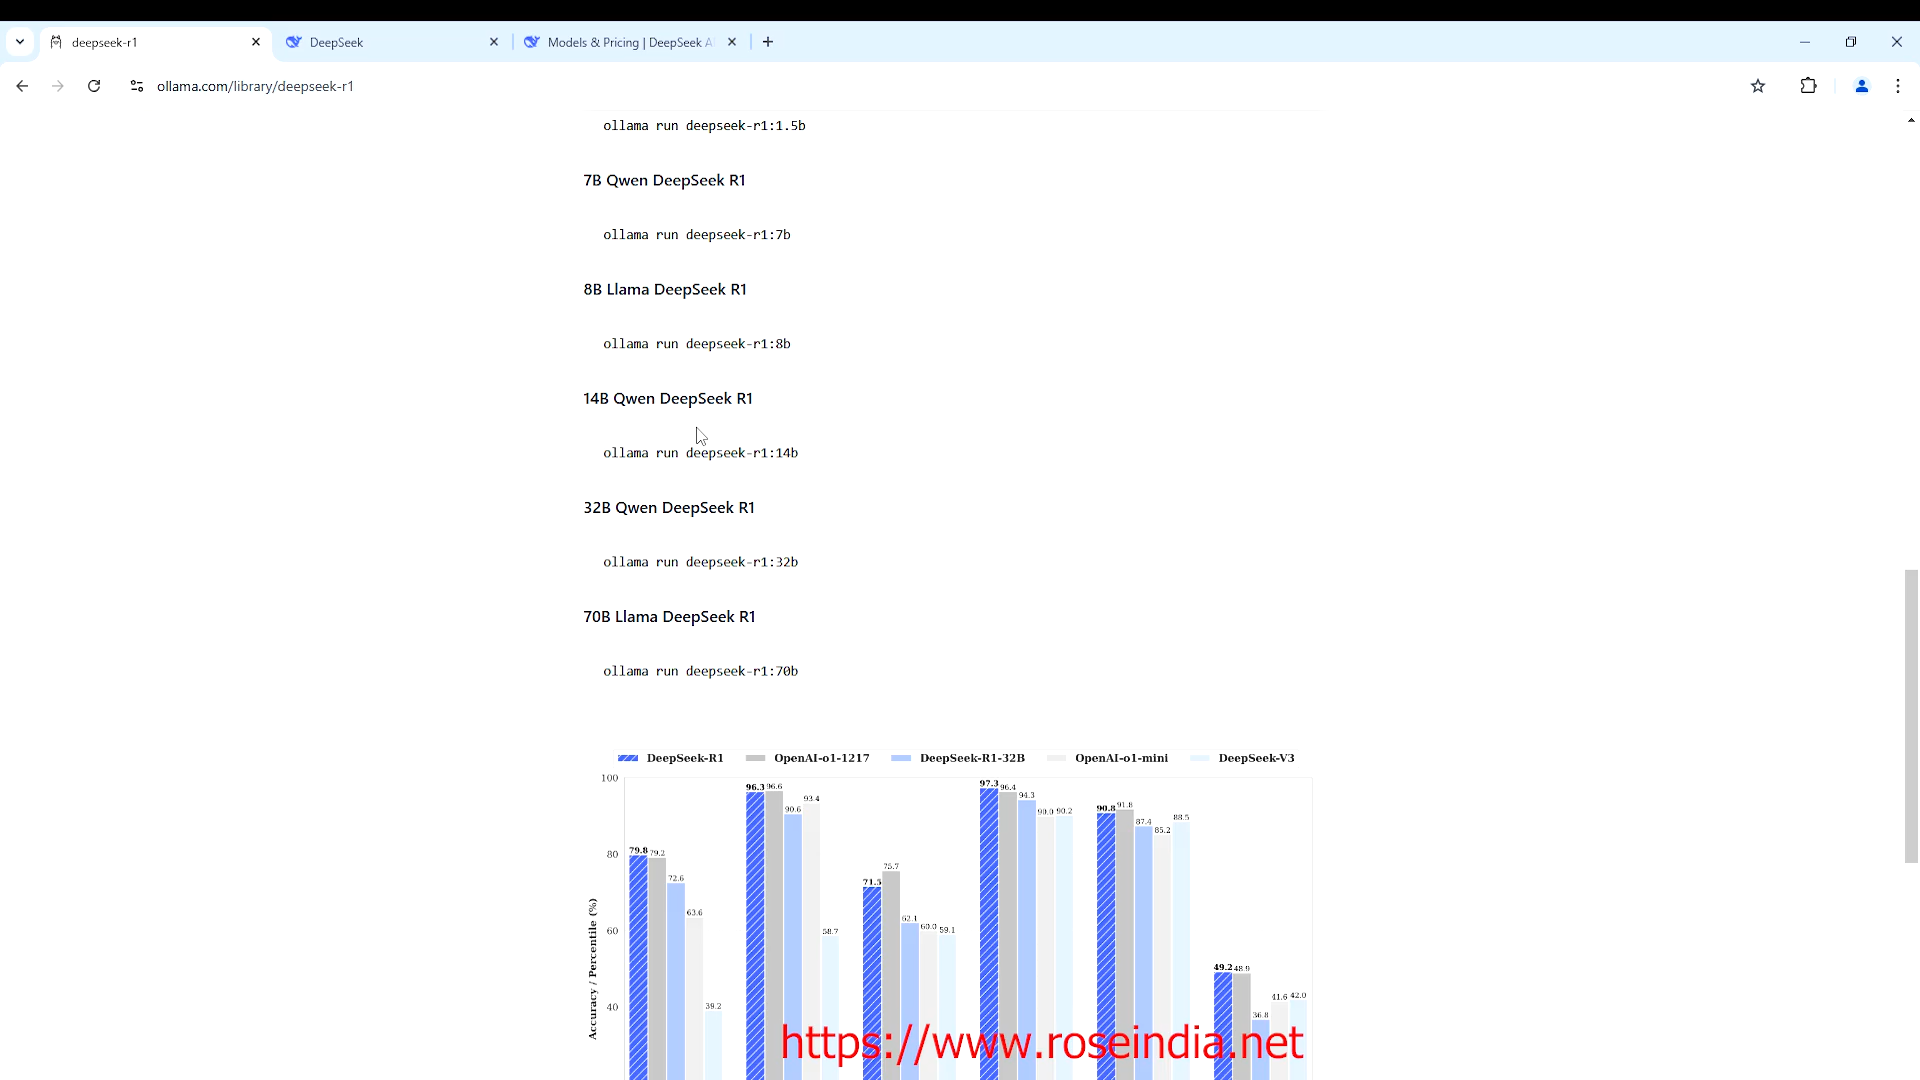 deepseek-r1
DeepSeek
Models & Pricing | DeepSeek A
ollama.com/library/deepseek-r1
ollama run deepseek-r1:1.5b
7B Qwen DeepSeek R1
ollama run deepseek-r1:7b
8B Llama DeepSeek R1
ollama run deepseek-r1:8b
14B Qwen DeepSeek R1
ollama run deepseek-r1:14b
32B Qwen DeepSeek R1
ollama run deepseek-r1:32b
70B Llama DeepSeek R1
ollama run deepseek-r1:70b
DeepSeek-R1 OpenAI-o1-1217 DeepSeek-R1-32B OpenAI-o1-mini DeepSeek-V3
100
96.3 96.6 90.6 93.4 58.7
97.3 96.4 94.3 90.0 90.2
90.8 91.8 87.4 85.2 88.5
80
79.8 79.2 72.6 63.6 39.2
71.5 75.7 62.1 60.0 59.1
60
49.2 48.9 36.8 41.6 42.0
40
Accuracy / Percentile (%)
https://www.roseindia.net